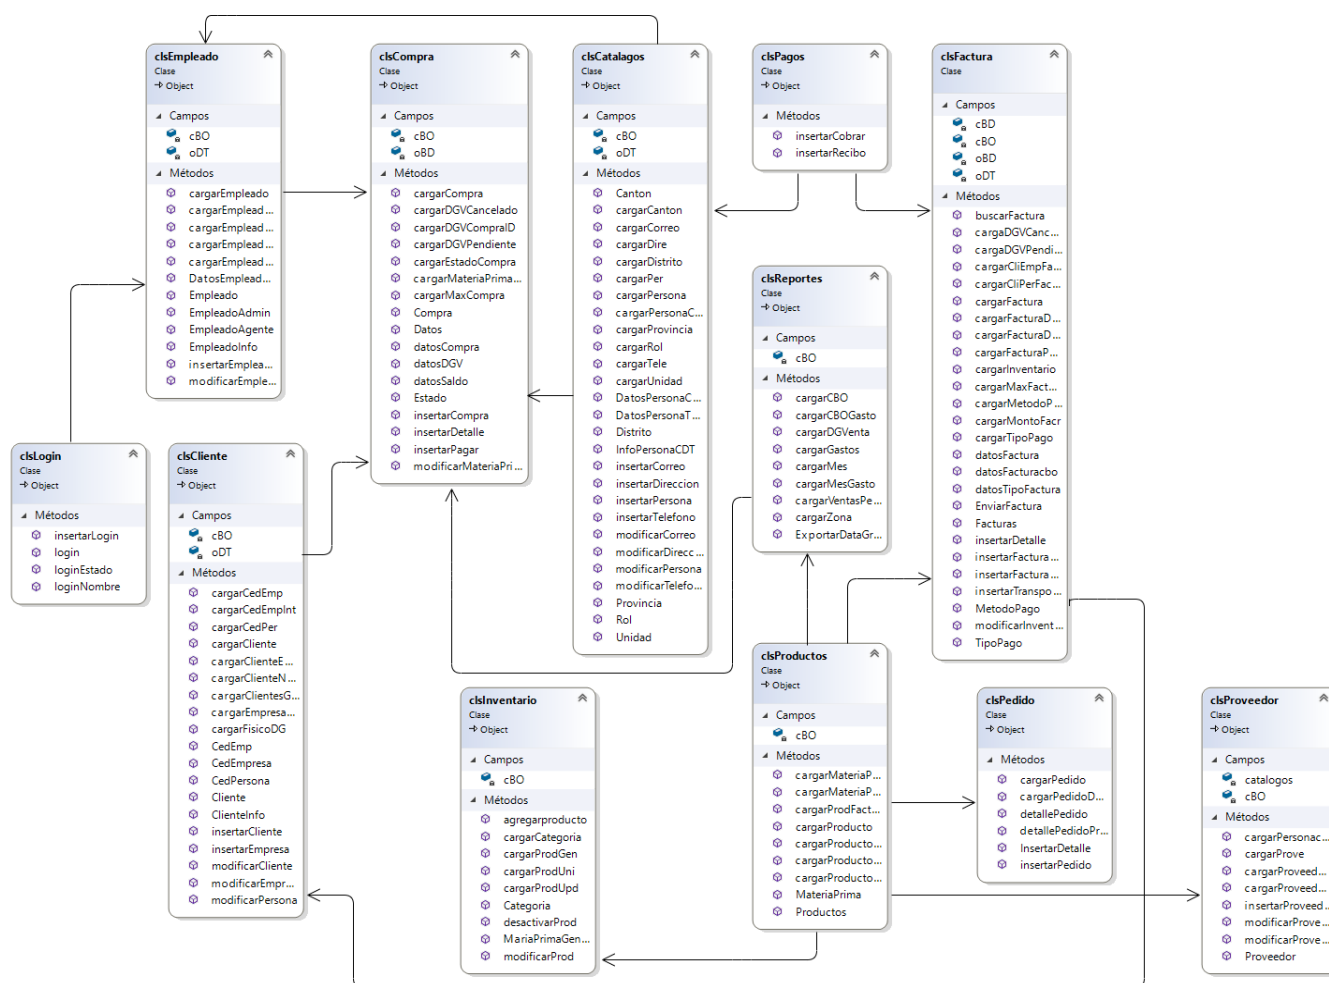 clsEmpleado
Clase
Object
Campos
cBO
oDT
Métodos
cargarEmpleado
cargarEmplead...
cargarEmplead...
cargarEmplead...
cargarEmplead...
DatosEmplead...
Empleado
EmpleadoAdmin
EmpleadoAgente
EmpleadoInfo
insertarEmplea...
modificarEmple...
clsCompra
Clase
Object
Campos
cBO
oBD
Métodos
cargarCompra
cargarDGVCancelado
cargarDGVCompraID
cargarDGVPendiente
cargarEstadoCompra
cargarMateriaPrima...
cargarMaxCompra
Compra
Datos
datosCompra
datosDGV
datosSaldo
Estado
insertarCompra
insertarDetalle
insertarPagar
modificarMateriaPri...
clsCatalagos
Clase
Object
Campos
cBO
oDT
Métodos
Canton
cargarCanton
cargarCorreo
cargarDire
cargarDistrito
cargarPer
cargarPersona
cargarPersonaC...
cargarProvincia
cargarRol
cargarTele
cargarUnidad
DatosPersonaC...
DatosPersonaT...
Distrito
InfoPersonaCDT
insertarCorreo
insertarDireccion
insertarPersona
insertarTelefono
modificarCorreo
modificarDirecc...
modificarPersona
modificarTelefo...
Provincia
Rol
Unidad
clsPagos
Clase
Object
Métodos
insertarCobrar
insertarRecibo
clsFactura
Clase
Campos
cBD
cBO
oBD
oDT
Métodos
buscarFactura
cargaDGVCanc...
cargaDGVPendi...
cargarCliEmpFa...
cargarCliPerFac...
cargarFactura
cargarFacturaD...
cargarFacturaD...
cargarFacturaP...
cargarInventario
cargarMaxFact...
cargarMetodoP...
cargarMontoFacr
cargarTipoPago
datosFactura
datosFacturacbo
datosTipoFactura
EnviarFactura
Facturas
insertarDetalle
insertarFactura...
insertarFactura...
insertarTranspo...
MetodoPago
modificarInvent...
TipoPago
clsReportes
Clase
Object
Campos
cBO
Métodos
cargarCBO
cargarCBOGasto
cargarDGVenta
cargarGastos
cargarMes
cargarMesGasto
cargarVentasPe...
cargarZona
ExportarDataGr...
clsLogin
Clase
Object
Métodos
insertarLogin
login
loginEstado
loginNombre
clsCliente
Clase
Object
Campos
cBO
oDT
Métodos
cargarCedEmp
cargarCedEmpInt
cargarCedPer
cargarCliente
cargarClienteE...
cargarClienteN...
cargarClientesG...
cargarEmpresa...
cargarFisicoDG
CedEmp
CedEmpresa
CedPersona
Cliente
ClienteInfo
insertarCliente
insertarEmpresa
modificarCliente
modificarEmpr...
modificarPersona
clsInventario
Clase
Object
Campos
cBO
Métodos
agregarproducto
cargarCategoria
cargarProdGen
cargarProdUni
cargarProdUpd
Categoria
desactivarProd
MariaPrimaGen...
modificarProd
clsProductos
Clase
Object
Campos
cBO
Métodos
cargarMateriaP...
cargarMateriaP...
cargarProdFact...
cargarProducto
cargarProducto...
cargarProducto...
cargarProducto...
MateriaPrima
Productos
clsPedido
Clase
Object
Métodos
cargarPedido
cargarPedidoD...
detallePedido
detallePedidoPr...
InsertarDetalle
insertarPedido
clsProveedor
Clase
Object
Campos
catalogos
cBO
Métodos
cargarPersonac...
cargarProve
cargarProveed...
cargarProveed...
insertarProveed...
modificarProve...
modificarProve...
Proveedor